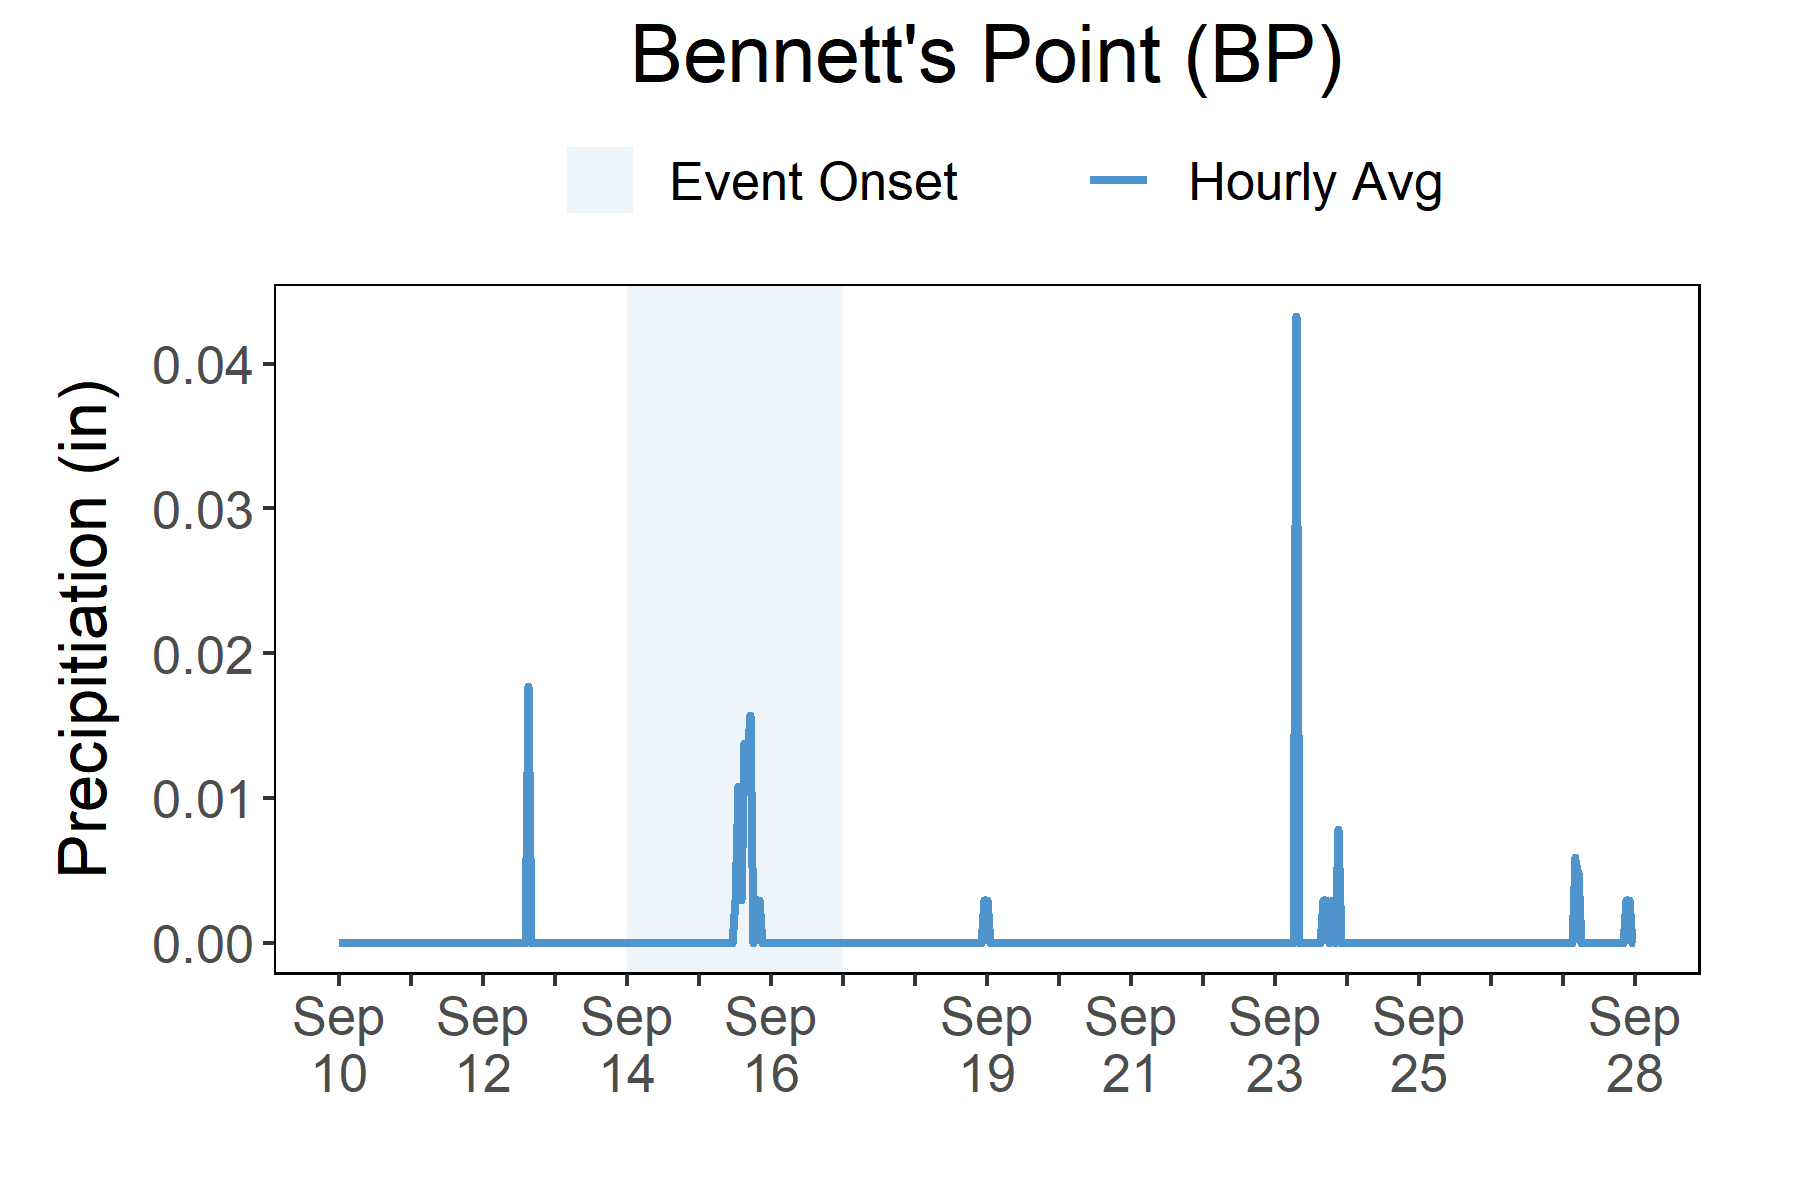 Bennett's Point (BP)
Event Onset Hourly Avg
Precipitiation (in)
0.04
0.03
0.02
0.01
0.00
Sep Sep Sep Sep Sep Sep Sep Sep Sep
10 12 14 16 19 21 23 25 28